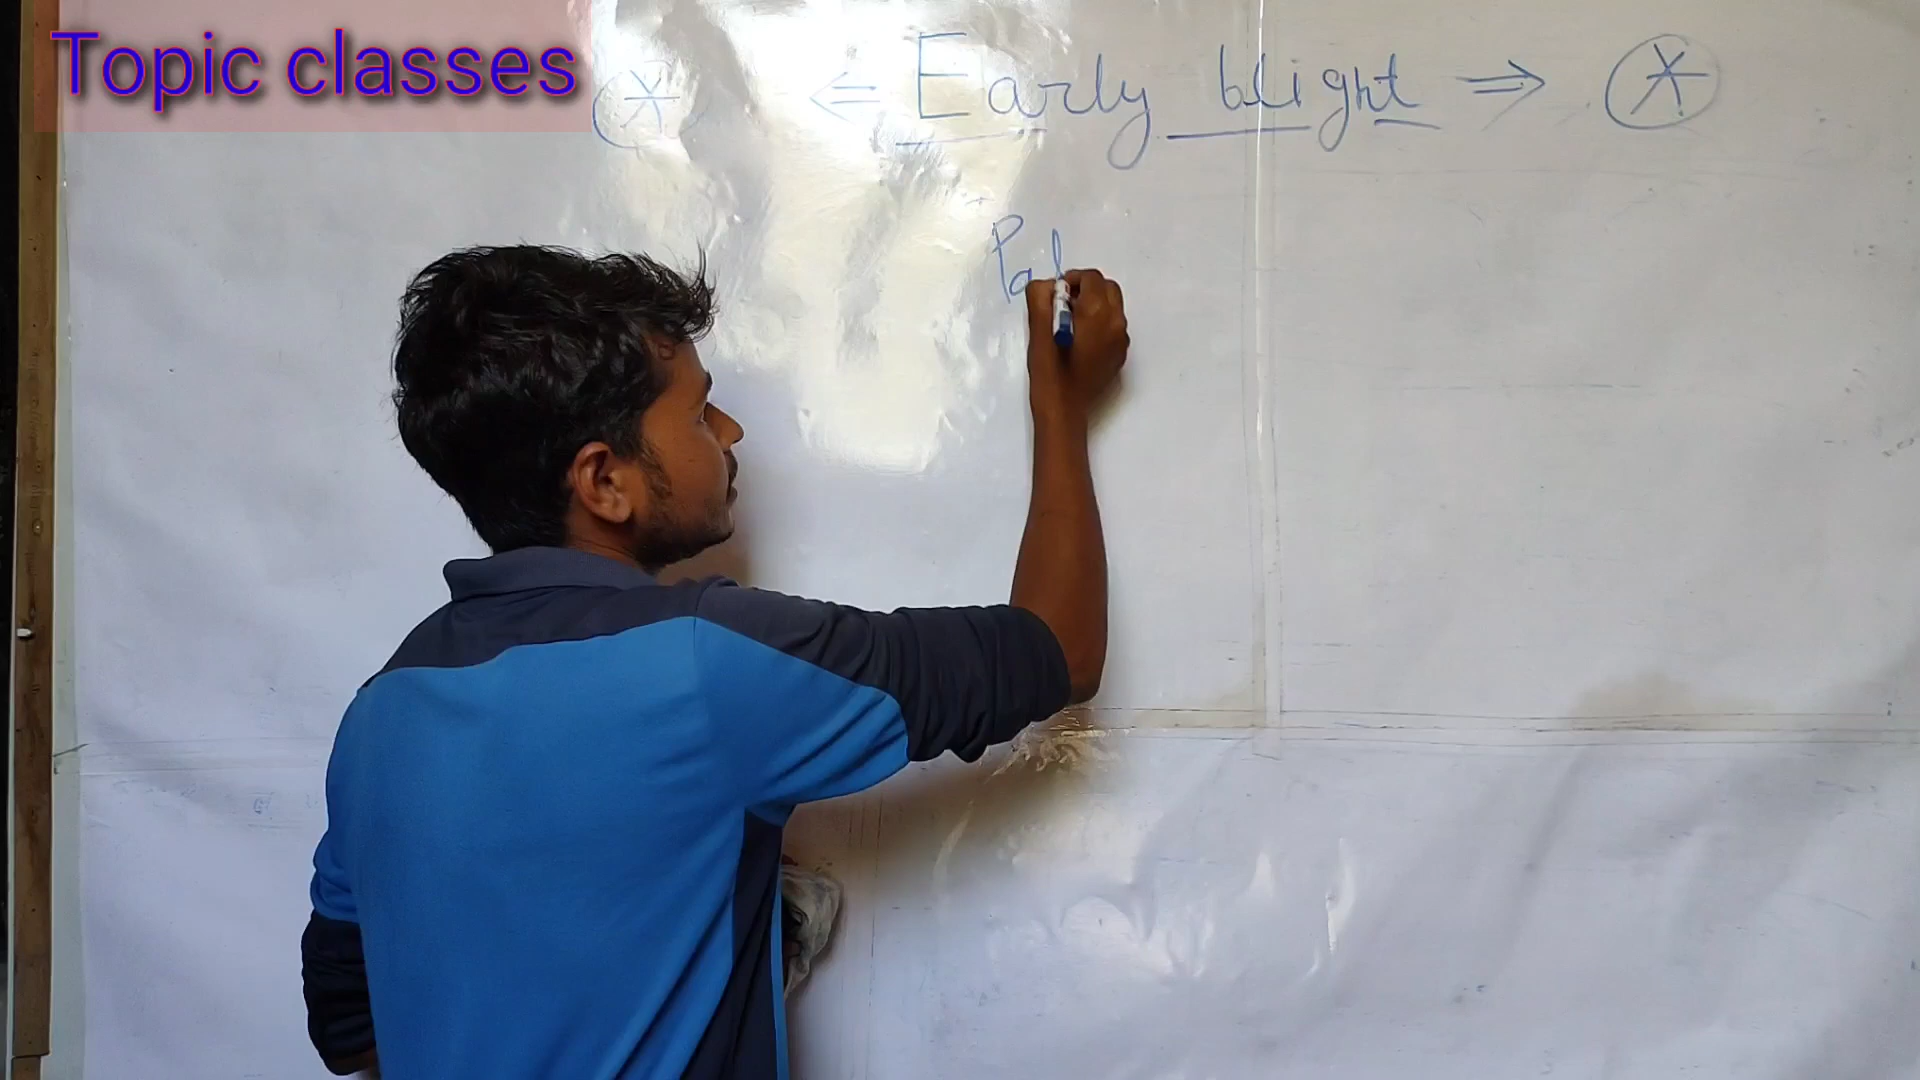 Topic classes
* ⇐ Early blight ⇒ *
Pa